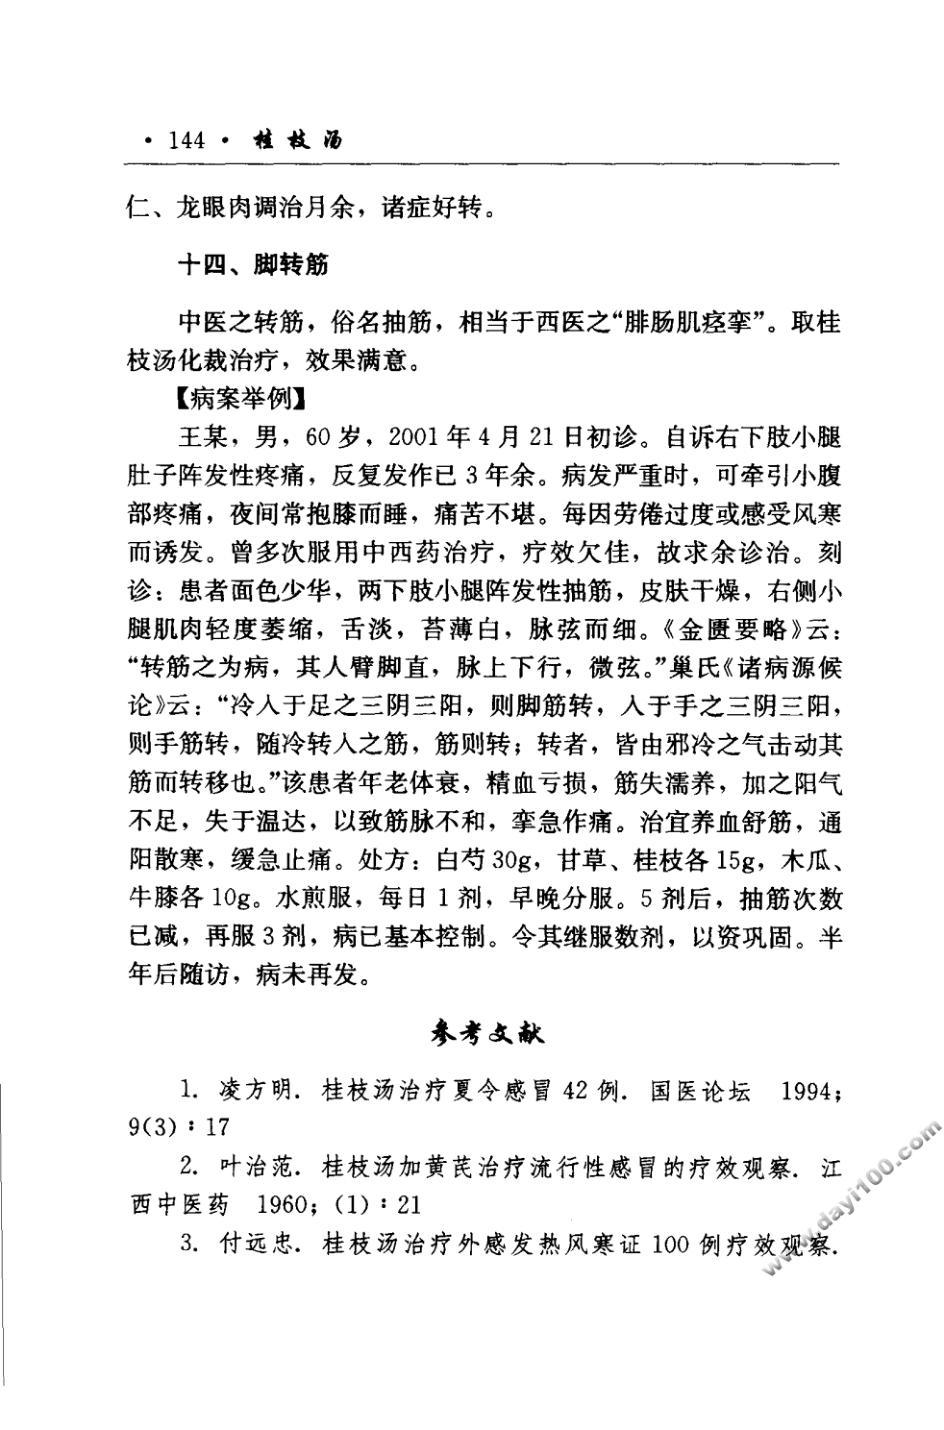 · 144 · 桂枝汤
仁、龙眼肉调治月余，诸症好转。
十四、脚转筋
中医之转筋，俗名抽筋，相当于西医之“腓肠肌痉挛”。取桂
枝汤化裁治疗，效果满意。
【病案举例】
王某，男，60岁，2001年4月21日初诊。自诉右下肢小腿
肚子阵发性疼痛，反复发作已3年余。病发严重时，可牵引小腹
部疼痛，夜间常抱膝而睡，痛苦不堪。每因劳倦过度或感受风寒
而诱发。曾多次服用中西药治疗，疗效欠佳，故求余诊治。刻
诊：患者面色少华，两下肢小腿阵发性抽筋，皮肤干燥，右侧小
腿肌肉轻度萎缩，舌淡，苔薄白，脉弦而细。《金匮要略》云：
“转筋之为病，其人臂脚直，脉上下行，微弦。”巢氏《诸病源候
论》云：“冷人于足之三阴三阳，则脚筋转，人于手之三阴三阳，
则手筋转，随冷转人之筋，筋则转；转者，皆由邪冷之气击动其
筋而转移也。”该患者年老体衰，精血亏损，筋失濡养，加之阳气
不足，失于温达，以致筋脉不和，挛急作痛。治宜养血舒筋，通
阳散寒，缓急止痛。处方：白芍30g，甘草、桂枝各15g，木瓜、
牛膝各10g。水煎服，每日1剂，早晚分服。5剂后，抽筋次数
已减，再服3剂，病已基本控制。令其继服数剂，以资巩固。半
年后随访，病未再发。
参考文献
1. 凌方明. 桂枝汤治疗夏令感冒42例. 国医论坛 1994;
9(3)：17
2. 叶治范. 桂枝汤加黄芪治疗流行性感冒的疗效观察. 江
西中医药 1960; (1)：21
3. 付远忠. 桂枝汤治疗外感发热风寒证100例疗效观察.
www.dayi100.com